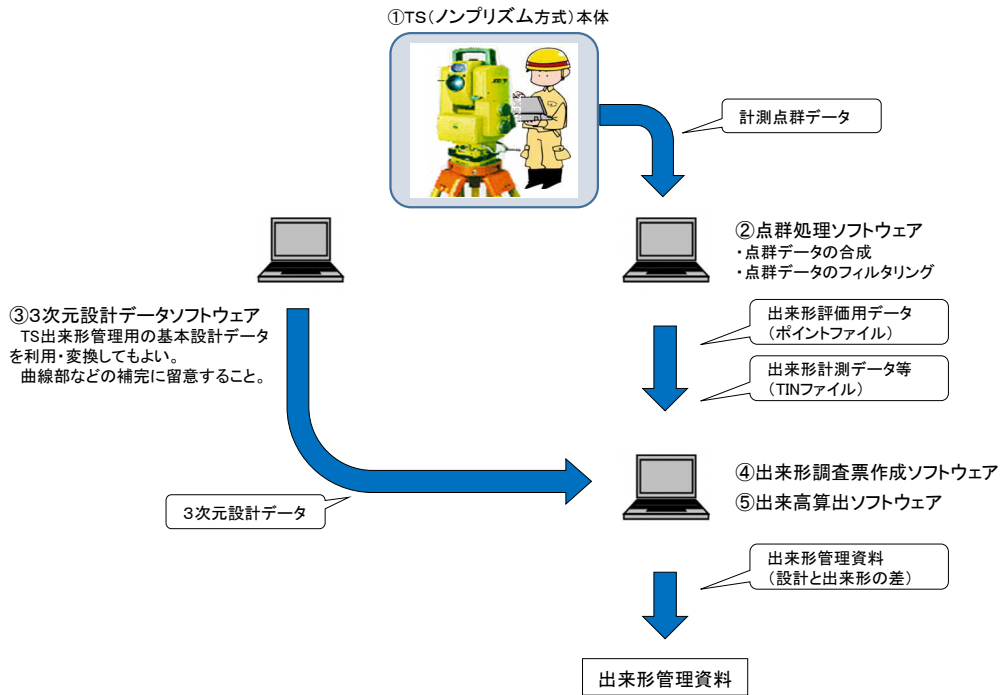 ①TS(ノンプリズム方式)本体
計測点群データ
②点群処理ソフトウェア
・点群データの合成
・点群データのフィルタリング
③3次元設計データソフトウェア
TS出来形管理用の基本設計データ
を利用・変換してもよい。
曲線部などの補完に留意すること。
出来形評価用データ
(ポイントファイル)
出来形計測データ等
(TINファイル)
④出来形調査票作成ソフトウェア
⑤出来高算出ソフトウェア
3次元設計データ
出来形管理資料
(設計と出来形の差)
出来形管理資料